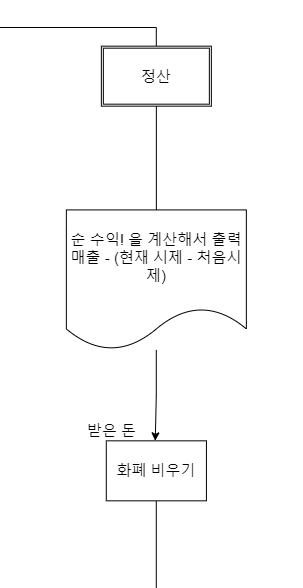 정산
순 수익! 을 계산해서 출력
매출 - (현재 시제 - 처음시
제)
받은 돈
화폐 비우기